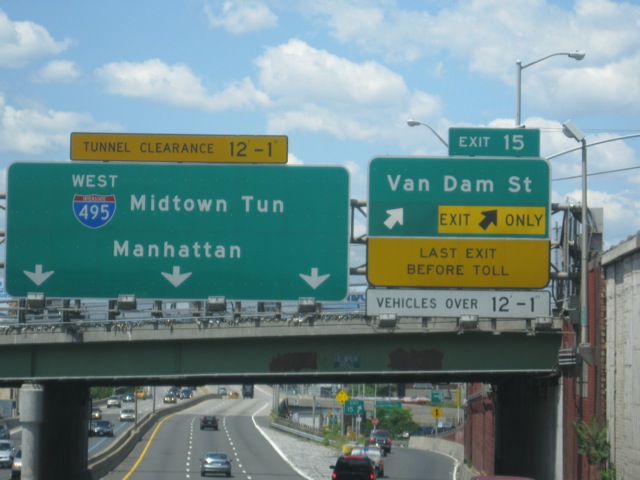 TUNNEL CLEARANCE 12'-1"
WEST
INTERSTATE
495
Midtown Tun
Manhattan
EXIT 15
Van Dam St
EXIT ONLY
LAST EXIT
BEFORE TOLL
VEHICLES OVER 12'-1"